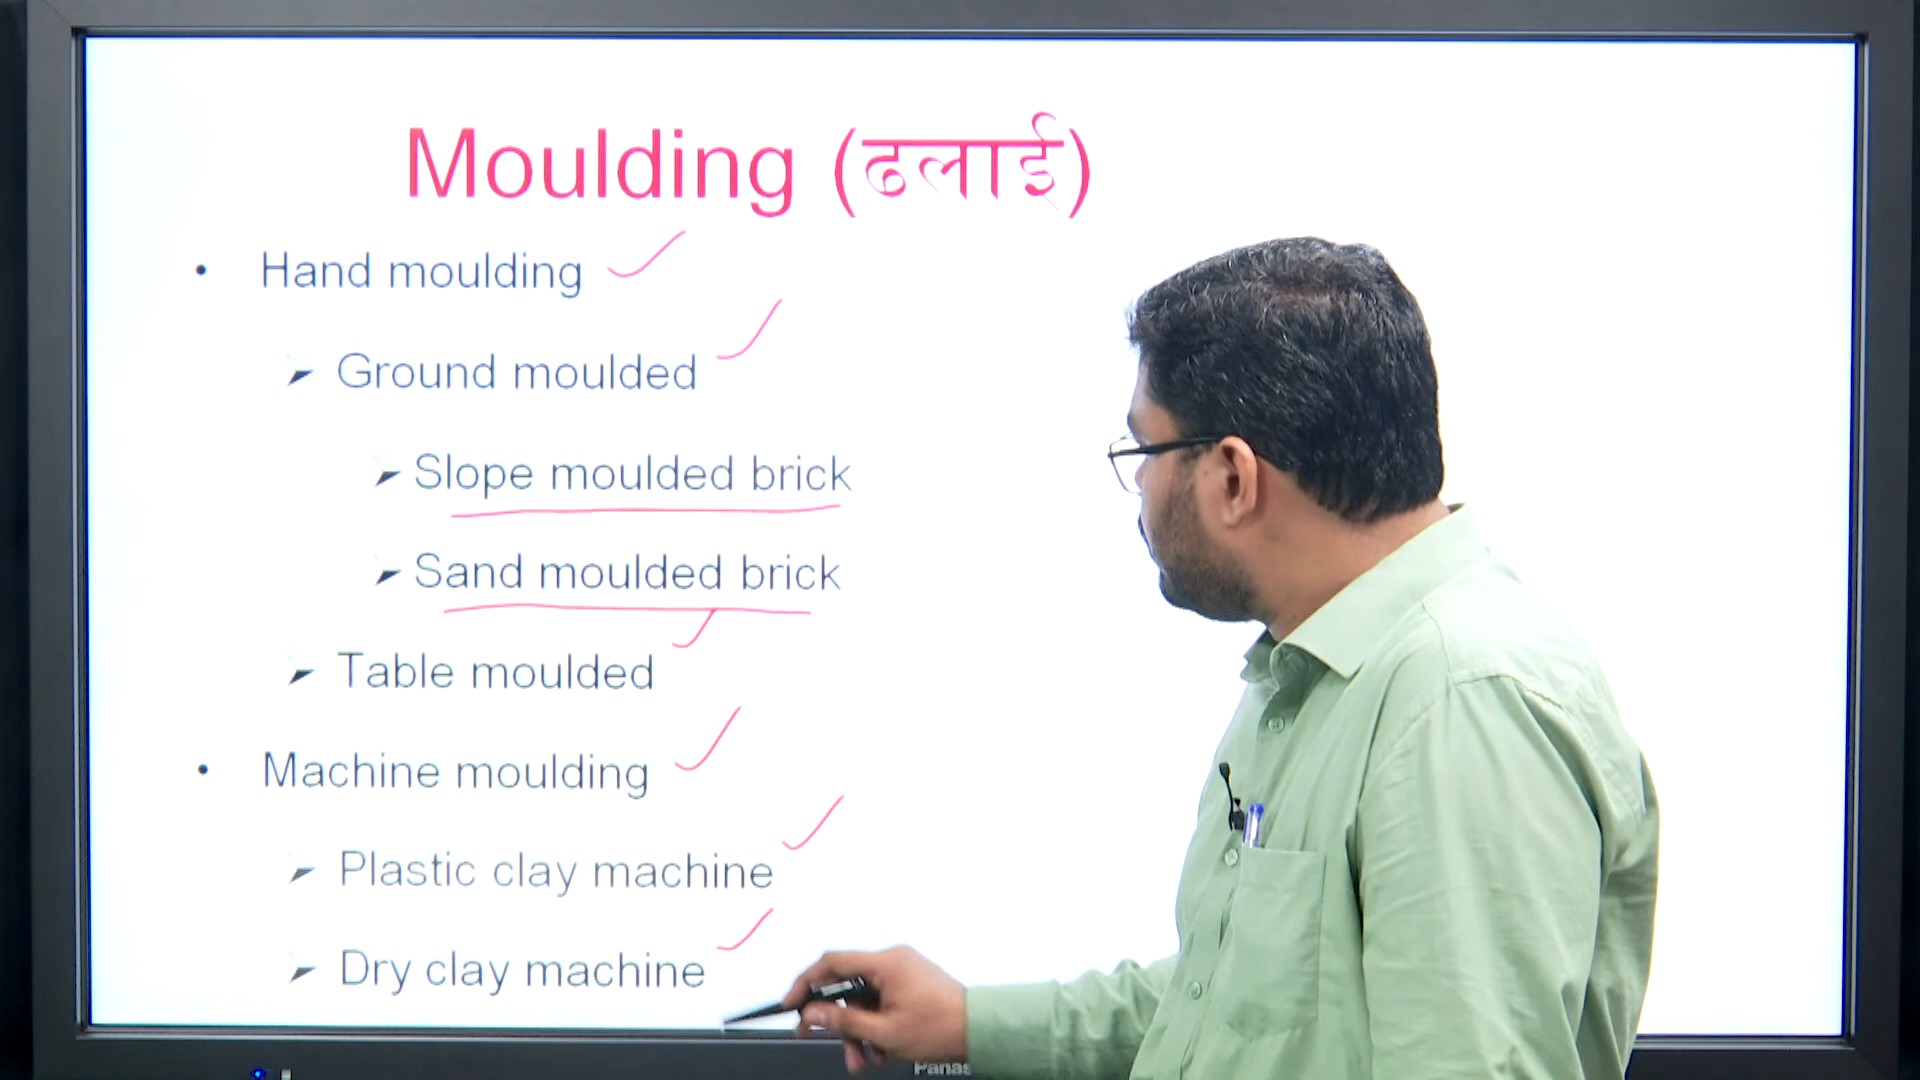 Moulding (ढलाई)
• Hand moulding
➤ Ground moulded
➤ Slope moulded brick
➤ Sand moulded brick
➤ Table moulded
• Machine moulding
➤ Plastic clay machine
➤ Dry clay machine
Panas